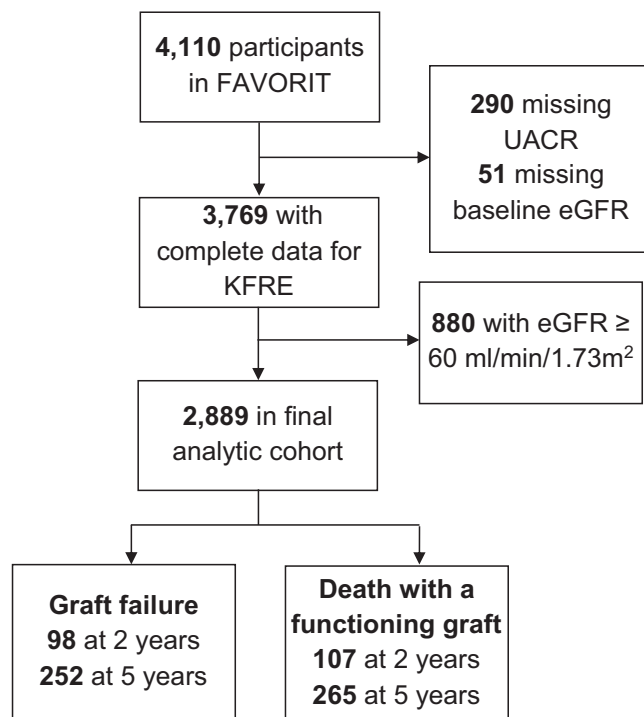 4,110 participants
in FAVORIT
290 missing
UACR
51 missing
baseline eGFR
3,769 with
complete data for
KFRE
880 with eGFR ≥
60 ml/min/1.73m²
2,889 in final
analytic cohort
Graft failure
98 at 2 years
252 at 5 years
Death with a
functioning graft
107 at 2 years
265 at 5 years